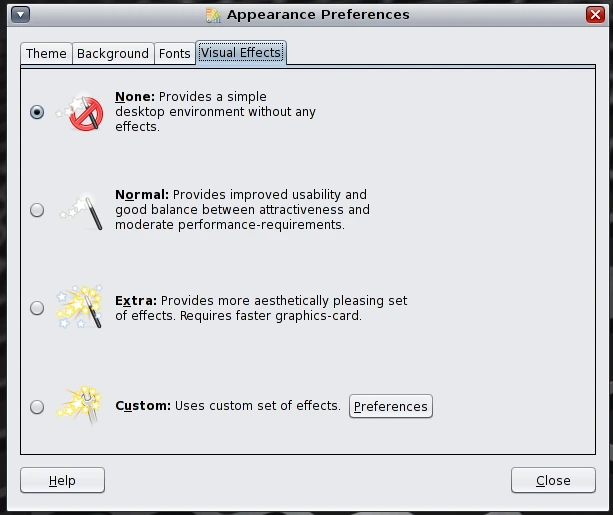 Appearance Preferences
Theme Background Fonts Visual Effects
None: Provides a simple
desktop environment without any
effects.
Normal: Provides improved usability and
good balance between attractiveness and
moderate performance-requirements.
Extra: Provides more aesthetically pleasing set
of effects. Requires faster graphics-card.
Custom: Uses custom set of effects. Preferences
Help Close